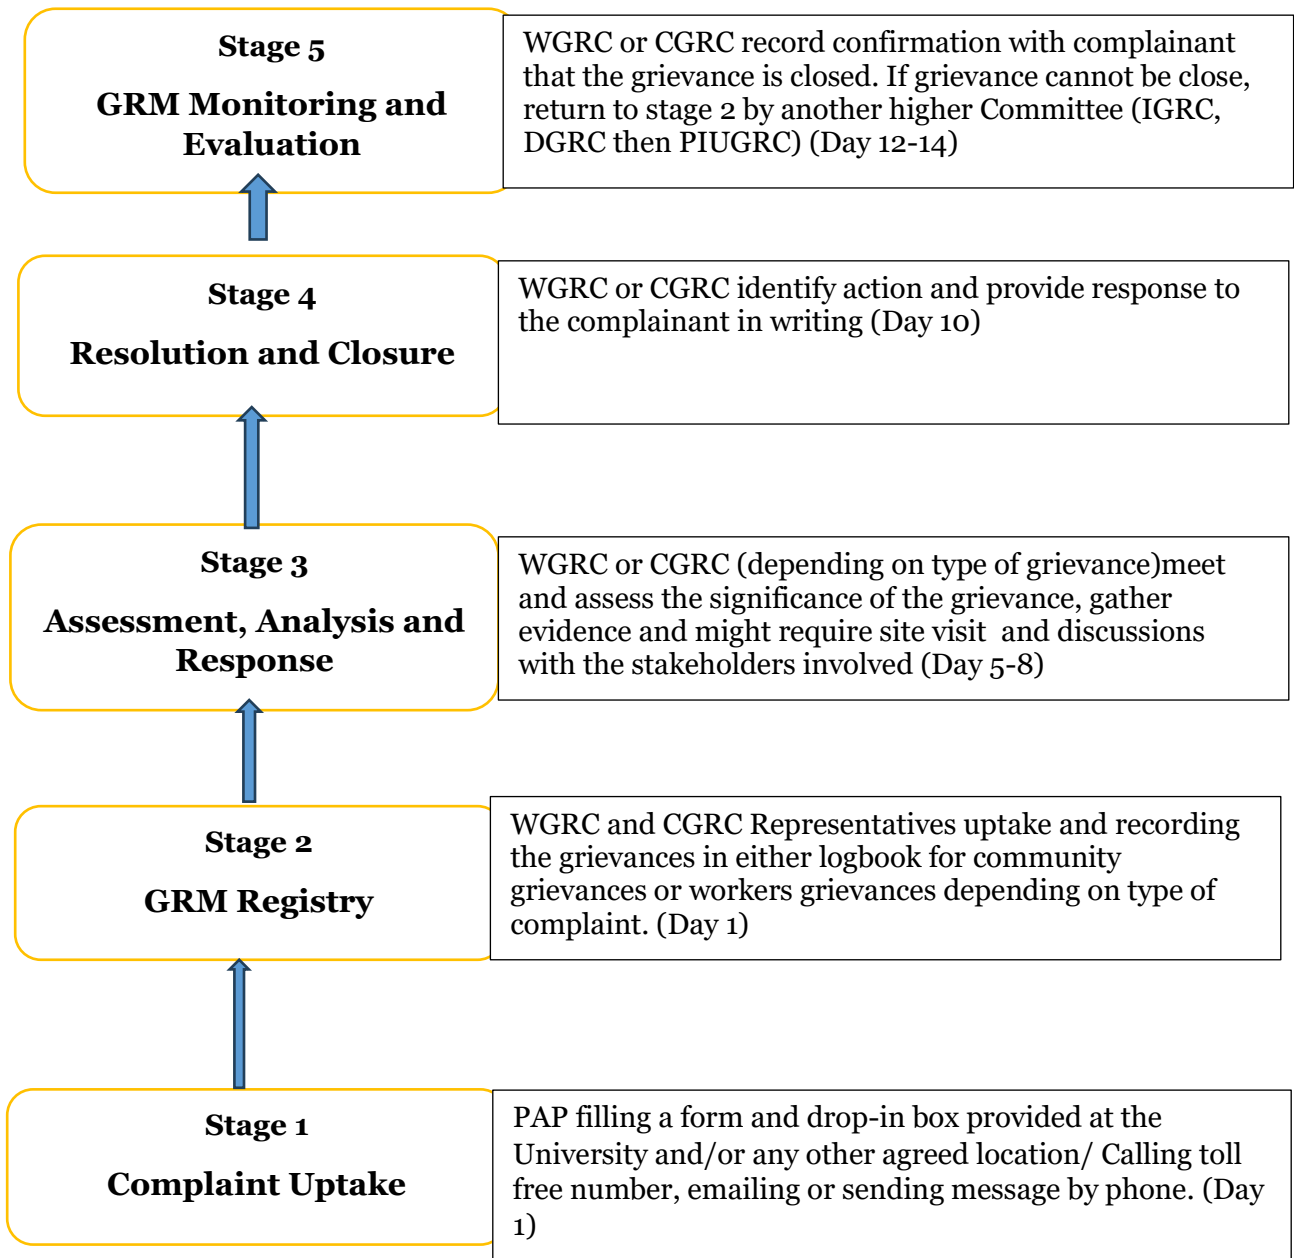 Stage 5
GRM Monitoring and
Evaluation
WGRC or CGRC record confirmation with complainant
that the grievance is closed. If grievance cannot be close,
return to stage 2 by another higher Committee (IGRC,
DGRC then PIUGRC) (Day 12-14)
Stage 4
Resolution and Closure
WGRC or CGRC identify action and provide response to
the complainant in writing (Day 10)
Stage 3
Assessment, Analysis and
Response
WGRC or CGRC (depending on type of grievance)meet
and assess the significance of the grievance, gather
evidence and might require site visit and discussions
with the stakeholders involved (Day 5-8)
Stage 2
GRM Registry
WGRC and CGRC Representatives uptake and recording
the grievances in either logbook for community
grievances or workers grievances depending on type of
complaint. (Day 1)
Stage 1
Complaint Uptake
PAP filling a form and drop-in box provided at the
University and/or any other agreed location/ Calling toll
free number, emailing or sending message by phone. (Day
1)